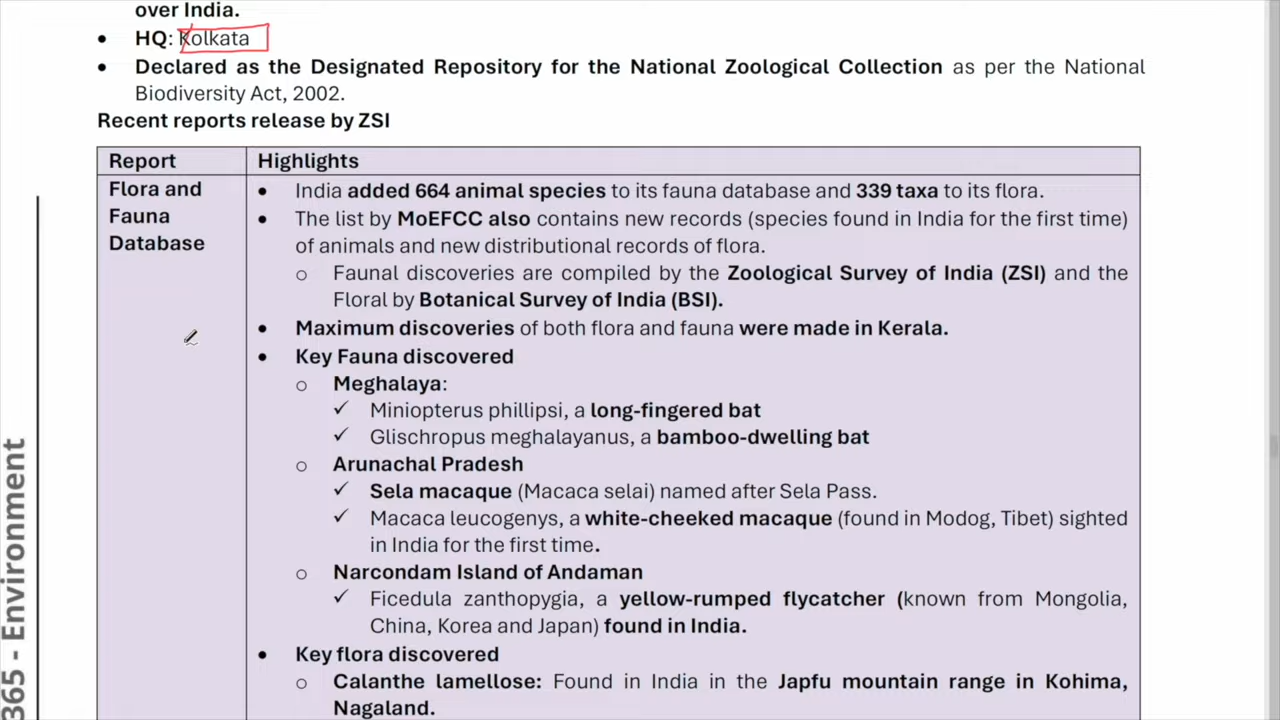 over India.
• HQ: Kolkata
• Declared as the Designated Repository for the National Zoological Collection as per the National
Biodiversity Act, 2002.
Recent reports release by ZSI
Report
Highlights
Flora and
Fauna
Database
• India added 664 animal species to its fauna database and 339 taxa to its flora.
• The list by MoEFCC also contains new records (species found in India for the first time)
of animals and new distributional records of flora.
o Faunal discoveries are compiled by the Zoological Survey of India (ZSI) and the
Floral by Botanical Survey of India (BSI).
• Maximum discoveries of both flora and fauna were made in Kerala.
• Key Fauna discovered
o Meghalaya:
✓ Miniopterus phillipsi, a long-fingered bat
✓ Glischropus meghalayanus, a bamboo-dwelling bat
o Arunachal Pradesh
✓ Sela macaque (Macaca selai) named after Sela Pass.
✓ Macaca leucogenys, a white-cheeked macaque (found in Modog, Tibet) sighted
in India for the first time.
o Narcondam Island of Andaman
✓ Ficedula zanthopygia, a yellow-rumped flycatcher (known from Mongolia,
China, Korea and Japan) found in India.
• Key flora discovered
o Calanthe lamellose: Found in India in the Japfu mountain range in Kohima,
Nagaland.
365 - Environment